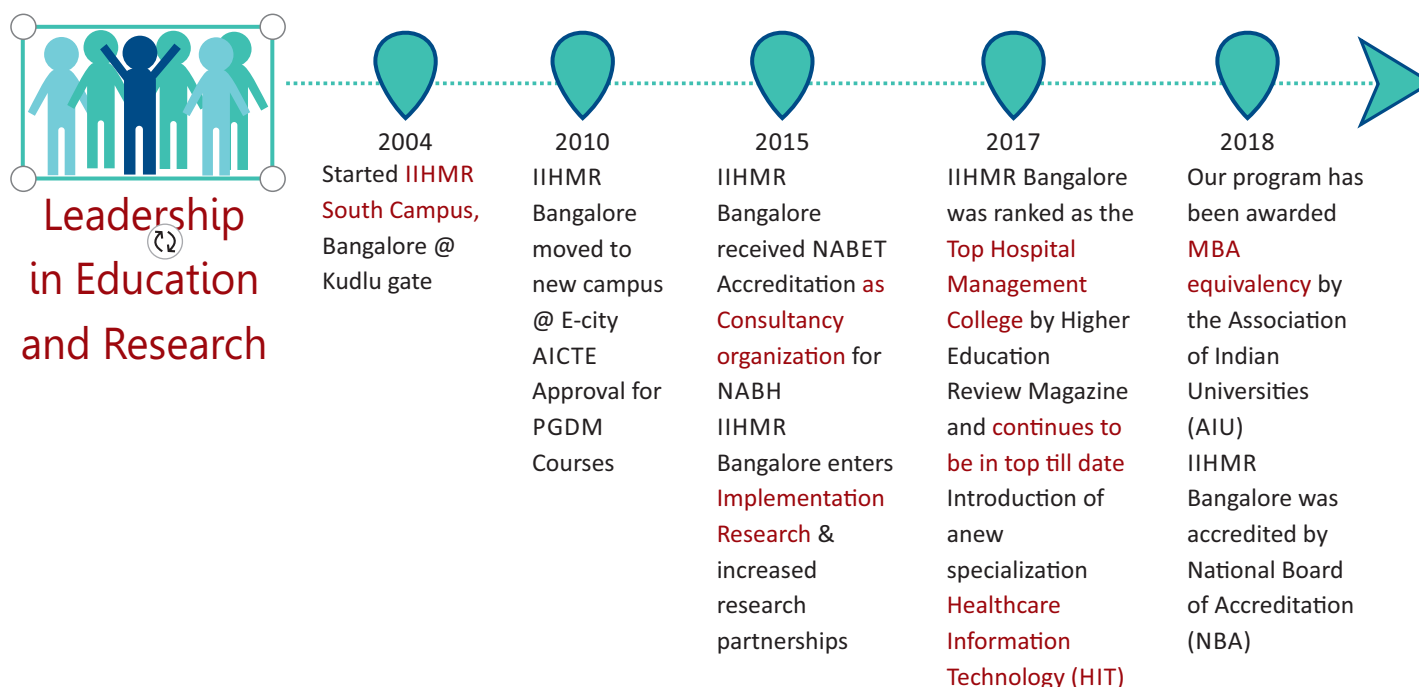 Leadership
in Education
and Research
2004
Started IIHMR
South Campus,
Bangalore @
Kudlu gate
2010
IIHMR
Bangalore
moved to
new campus
@ E-city
AICTE
Approval for
PGDM
Courses
2015
IIHMR
Bangalore
received NABET
Accreditation as
Consultancy
organization for
NABH
IIHMR
Bangalore enters
Implementation
Research &
increased
research
partnerships
2017
IIHMR Bangalore
was ranked as the
Top Hospital
Management
College by Higher
Education
Review Magazine
and continues to
be in top till date
Introduction of
anew
specialization
Healthcare
Information
Technology (HIT)
2018
Our program has
been awarded
MBA
equivalency by
the Association
of Indian
Universities
(AIU)
IIHMR
Bangalore was
accredited by
National Board
of Accreditation
(NBA)